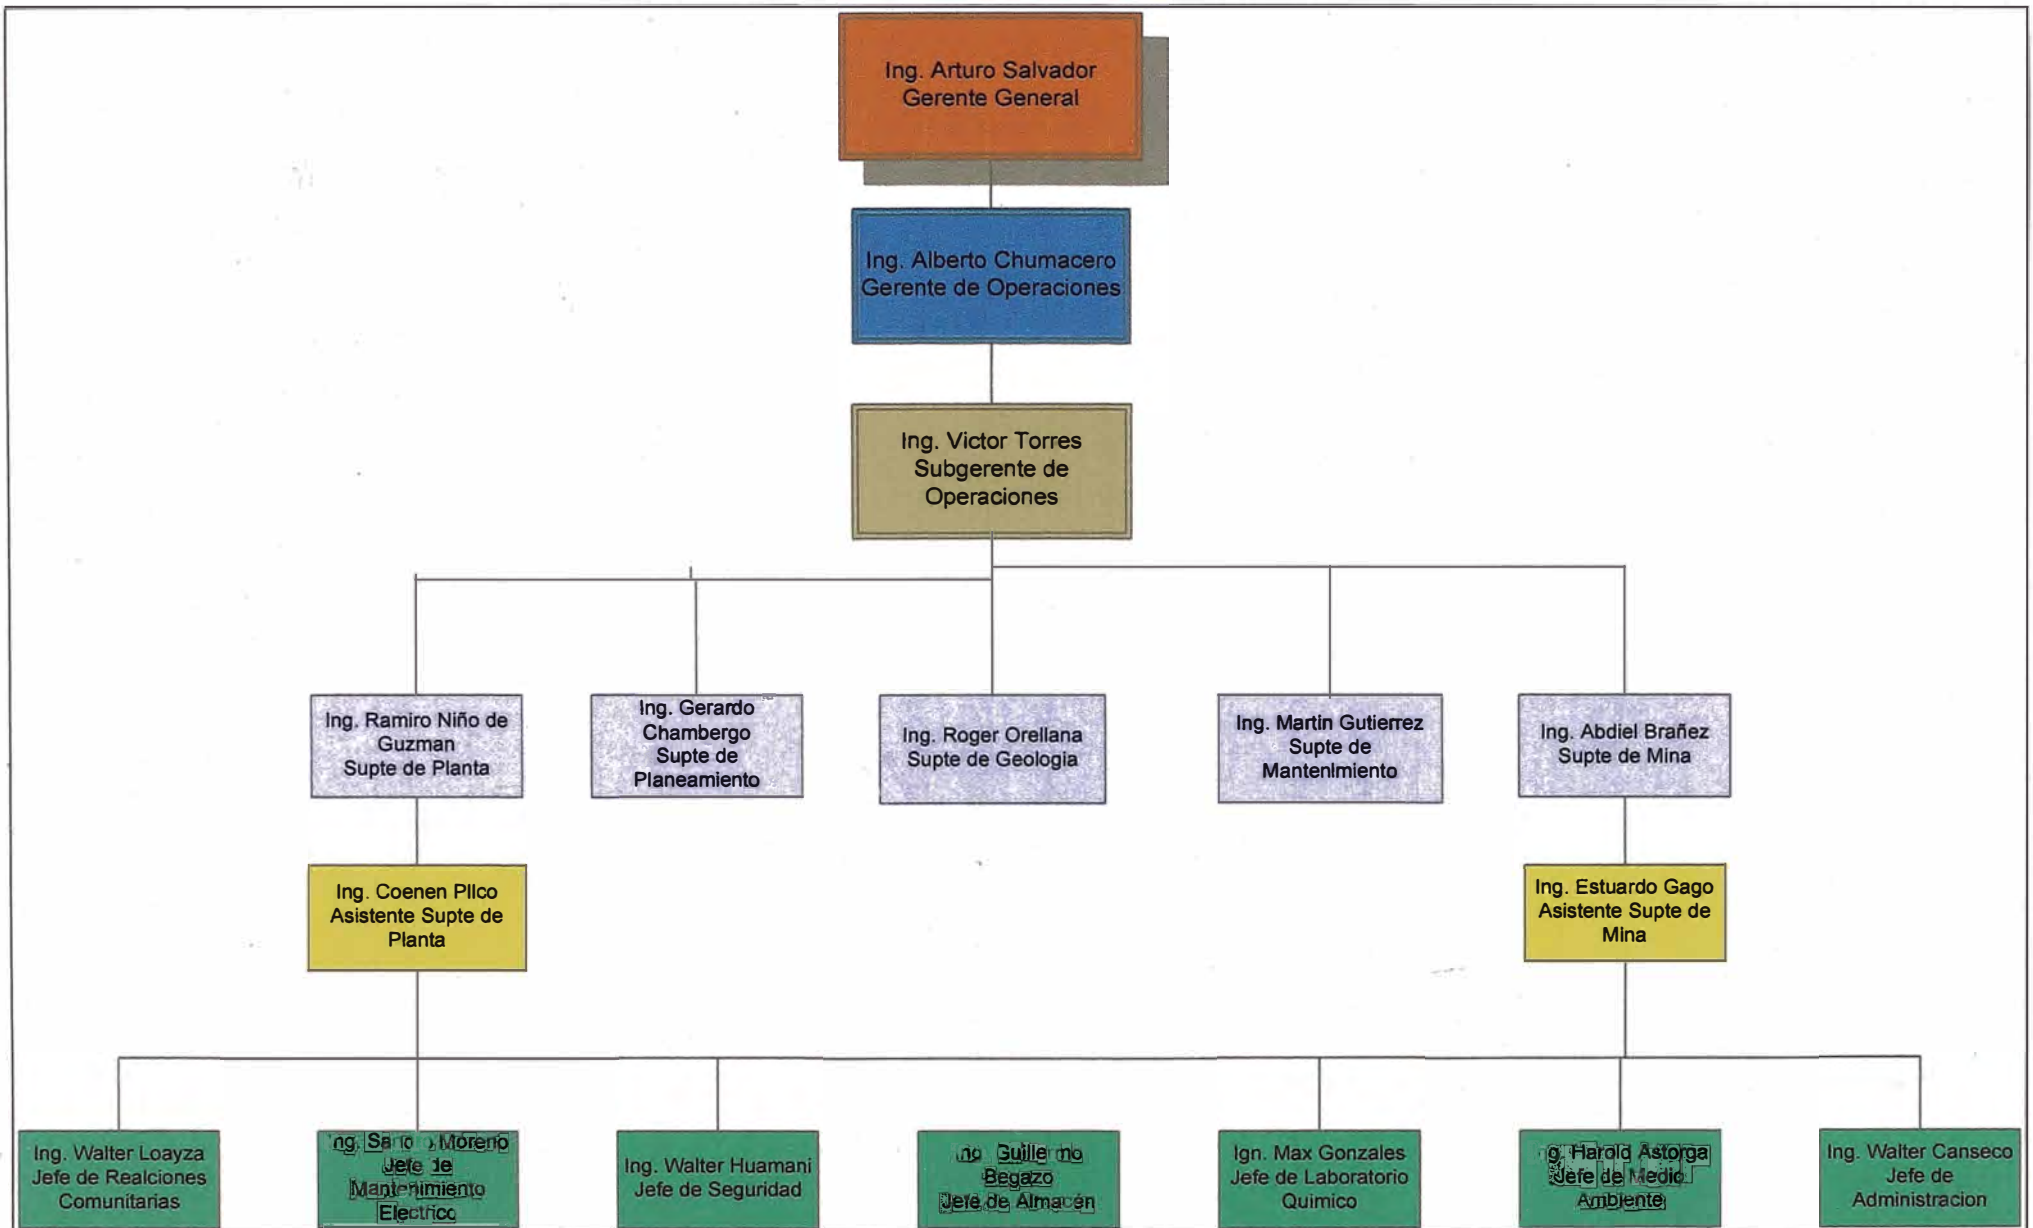 Ing. Arturo Salvador
Gerente General
Ing. Alberto Chumacero
Gerente de Operaciones
Ing. Victor Torres
Subgerente de
Operaciones
Ing. Ramiro Niño de
Guzman
Supte de Planta
Ing. Gerardo
Chambergo
Supte de
Planeamiento
Ing. Roger Orellana
Supte de Geologia
Ing. Martin Gutierrez
Supte de
Mantenimiento
Ing. Abdiel Brañez
Supte de Mina
Ing. Coenen Pilco
Asistente Supte de
Planta
Ing. Estuardo Gago
Asistente Supte de
Mina
Ing. Walter Loayza
Jefe de Realciones
Comunitarias
Moreno
Jefe de
Mantenimiento
Electrico
Ing. Walter Huamani
Jefe de Seguridad
Guillermo
Begazo
Jefe de Almacén
Ign. Max Gonzales
Jefe de Laboratorio
Quimico
Harold Astorga
Jefe de Medio
Ambiente
Ing. Walter Canseco
Jefe de
Administracion